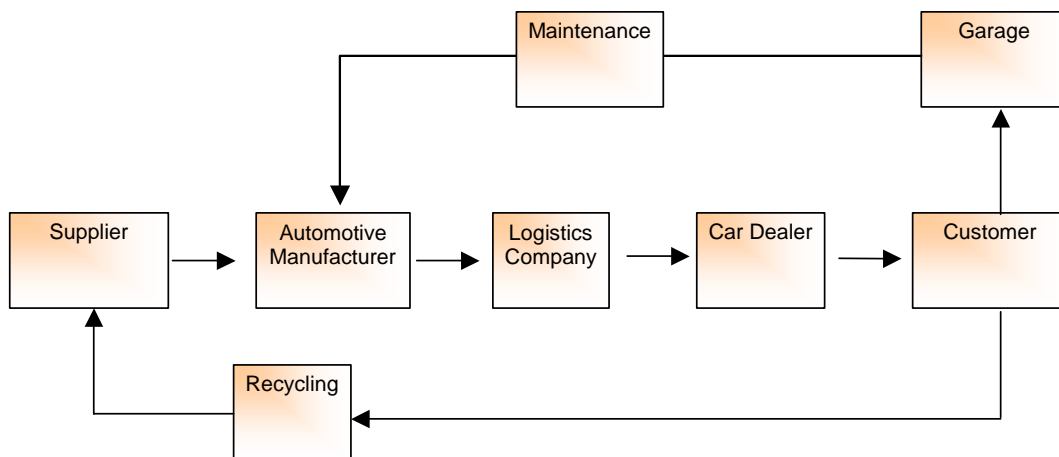 Maintenance
Garage
Supplier
Automotive
Manufacturer
Logistics
Company
Car Dealer
Customer
Recycling